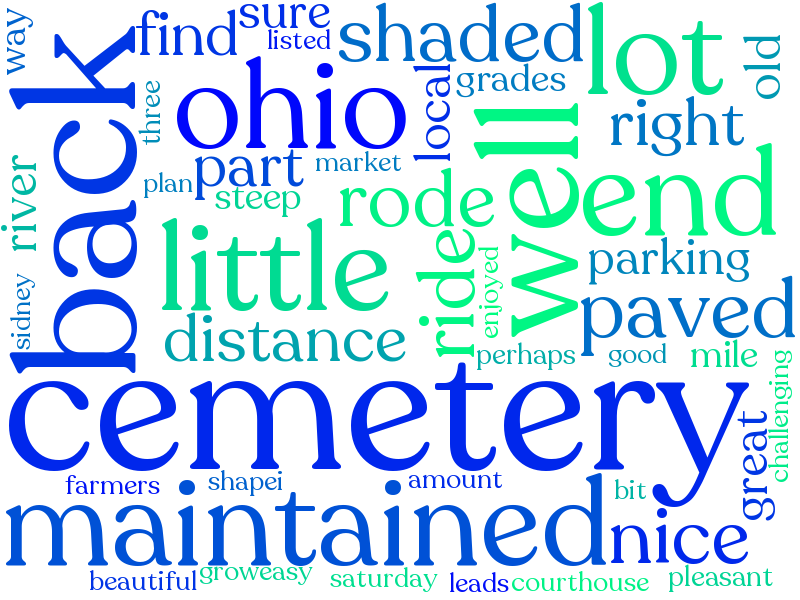 way
find
sure
listed
shaded
lot
old
back
three
ohio
local
grades
right
part
market
plan
steep
river
rode
well
end
little
ride
enjoyed
parking
sidney
distance
paved
perhaps
good
mile
cemetery
challenging
great
farmers
shapei
amount
bit
maintained
nice
beautiful
groweasy
saturday
leads
courthouse
pleasant